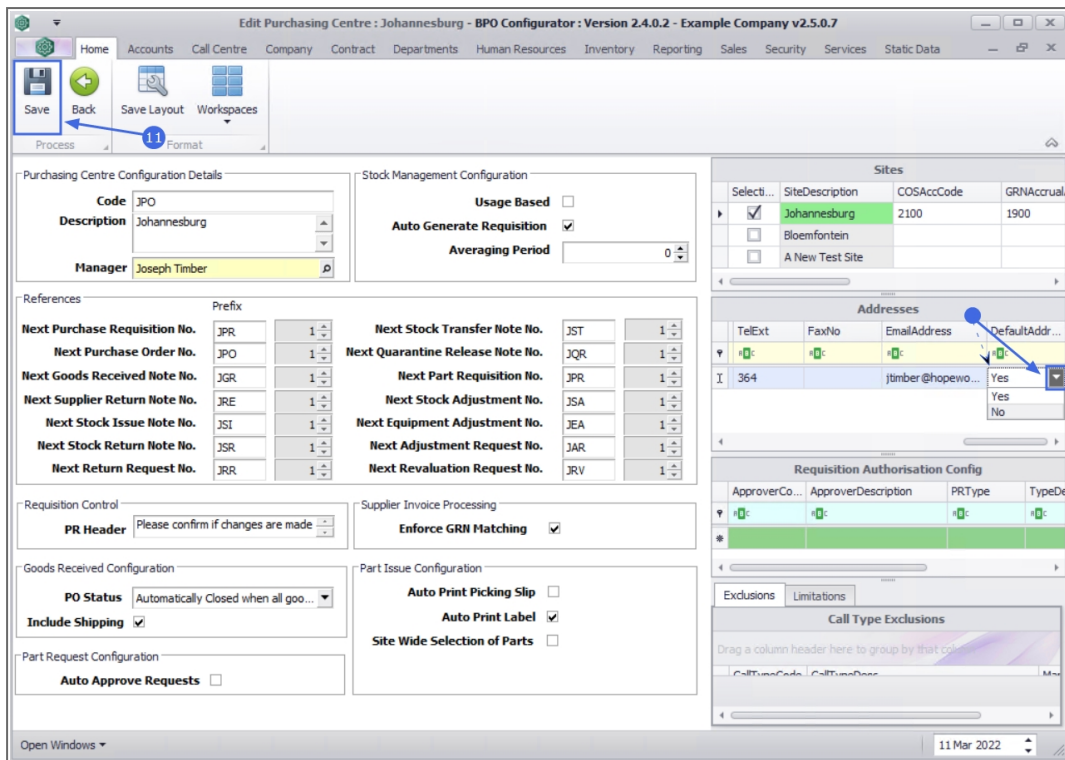 Edit Purchasing Centre : Johannesburg - BPO Configurator : Version 2.4.0.2 - Example Company v2.5.0.7
Home Accounts Call Centre Company Contract Departments Human Resources Inventory Reporting Sales Security Services Static Data
Save Back Save Layout Workspaces
11
Process Format
Purchasing Centre Configuration Details
Code JPO
Description Johannesburg
Manager Joseph Timber
Stock Management Configuration
Usage Based
Auto Generate Requisition
Averaging Period 0
References
Prefix
Next Purchase Requisition No. JPR 1 Next Stock Transfer Note No. JST 1
Next Purchase Order No. JPO 1 Next Quarantine Release Note No. JQR 1
Next Goods Received Note No. JGR 1 Next Part Requisition No. JPR 1
Next Supplier Return Note No. JRE 1 Next Stock Adjustment No. JSA 1
Next Stock Issue Note No. JSI 1 Next Equipment Adjustment No. JEA 1
Next Stock Return Note No. JSR 1 Next Adjustment Request No. JAR 1
Next Return Request No. JRR 1 Next Revaluation Request No. JRV 1
Requisition Control
PR Header Please confirm if changes are made
Supplier Invoice Processing
Enforce GRN Matching
Goods Received Configuration
PO Status Automatically Closed when all goo...
Include Shipping
Part Issue Configuration
Auto Print Picking Slip
Auto Print Label
Site Wide Selection of Parts
Part Request Configuration
Auto Approve Requests
Sites
Selecti... SiteDescription COSAccCode GRNAccrual
Johannesburg 2100 1900
Bloemfontein
A New Test Site
Addresses
TelExt FaxNo EmailAddress DefaultAddr...
364 jtimber@hopewo... Yes
Yes
No
Requisition Authorisation Config
ApproverCo... ApproverDescription PRType TypeDe
Exclusions Limitations
Call Type Exclusions
Drag a column header here to group by that colu
CallTypeCode CallTypeDesc Ma
Open Windows 11 Mar 2022